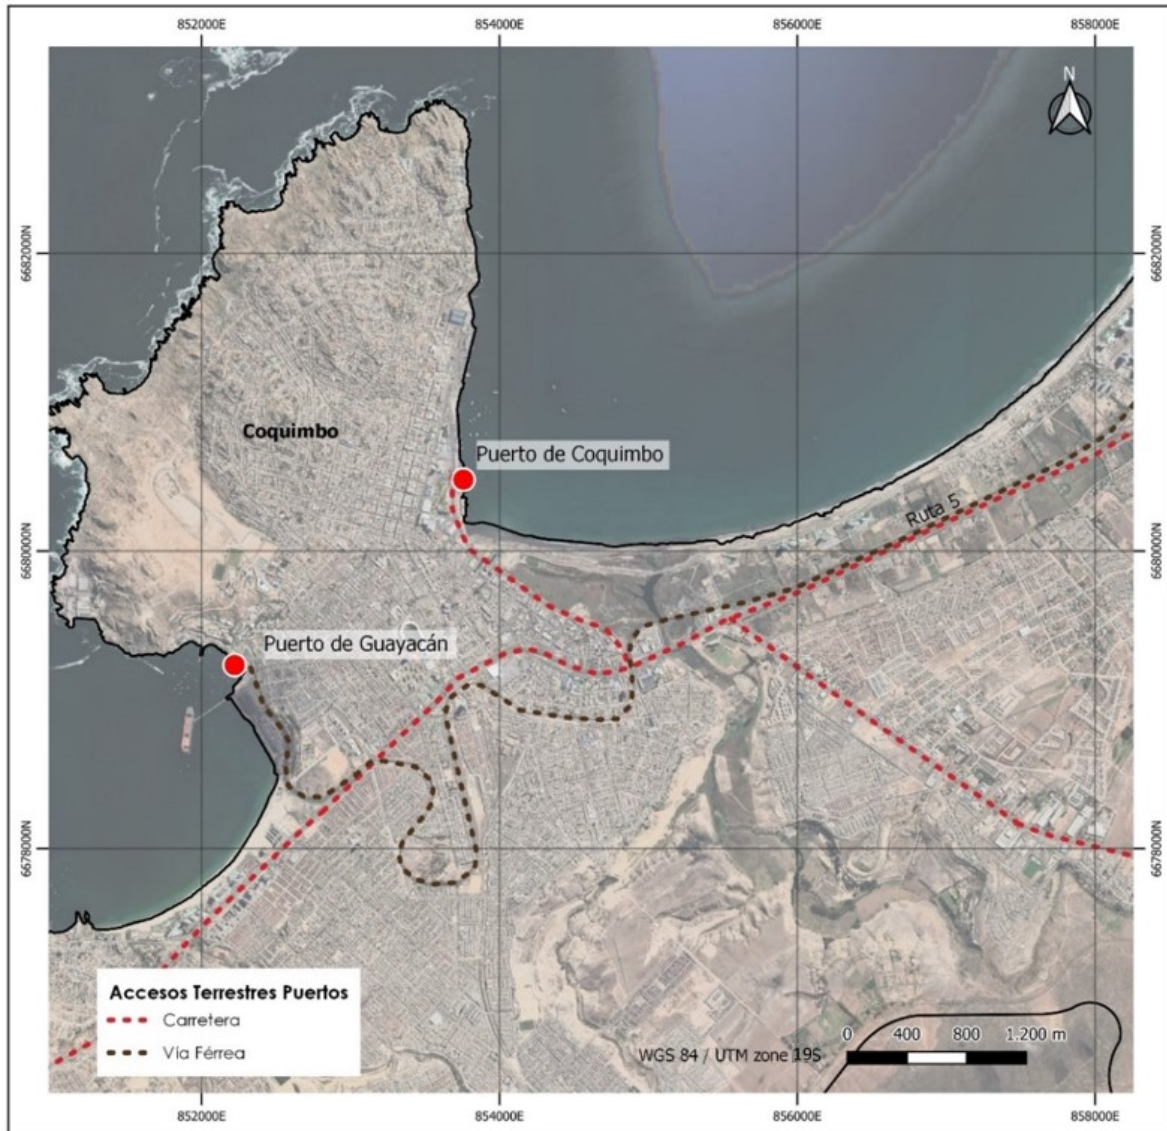 852000E
854000E
856000E
858000E
N
6682000N
6682000N
Coquimbo
Puerto de Coquimbo
Ruta 5
6680000N
6680000N
Puerto de Guayacán
6678000N
6678000N
Accesos Terrestres Puertos
Carretera
Vía Férrea
WGS 84 / UTM zone 19S
0 400 800 1.200 m
852000E
854000E
856000E
858000E